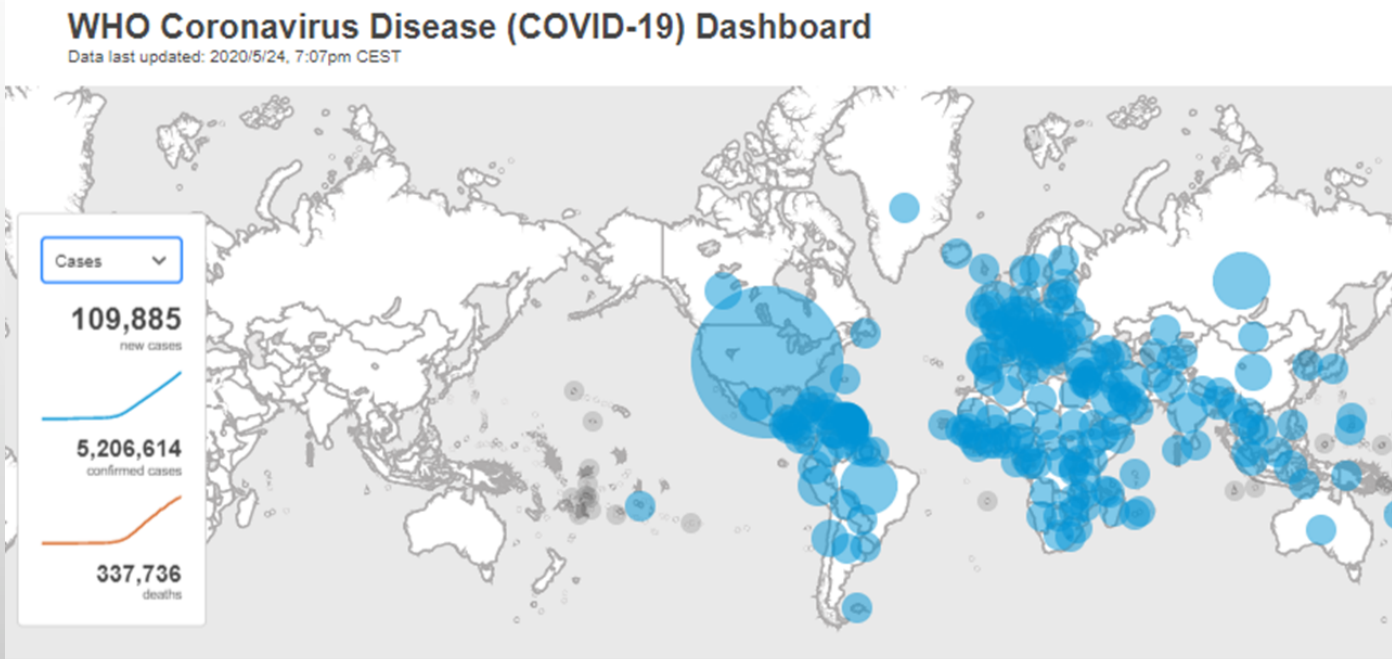 WHO Coronavirus Disease (COVID-19) Dashboard
Data last updated: 2020/5/24, 7:07pm CEST
Cases
109,885
new cases
5,206,614
confirmed cases
337,736
deaths